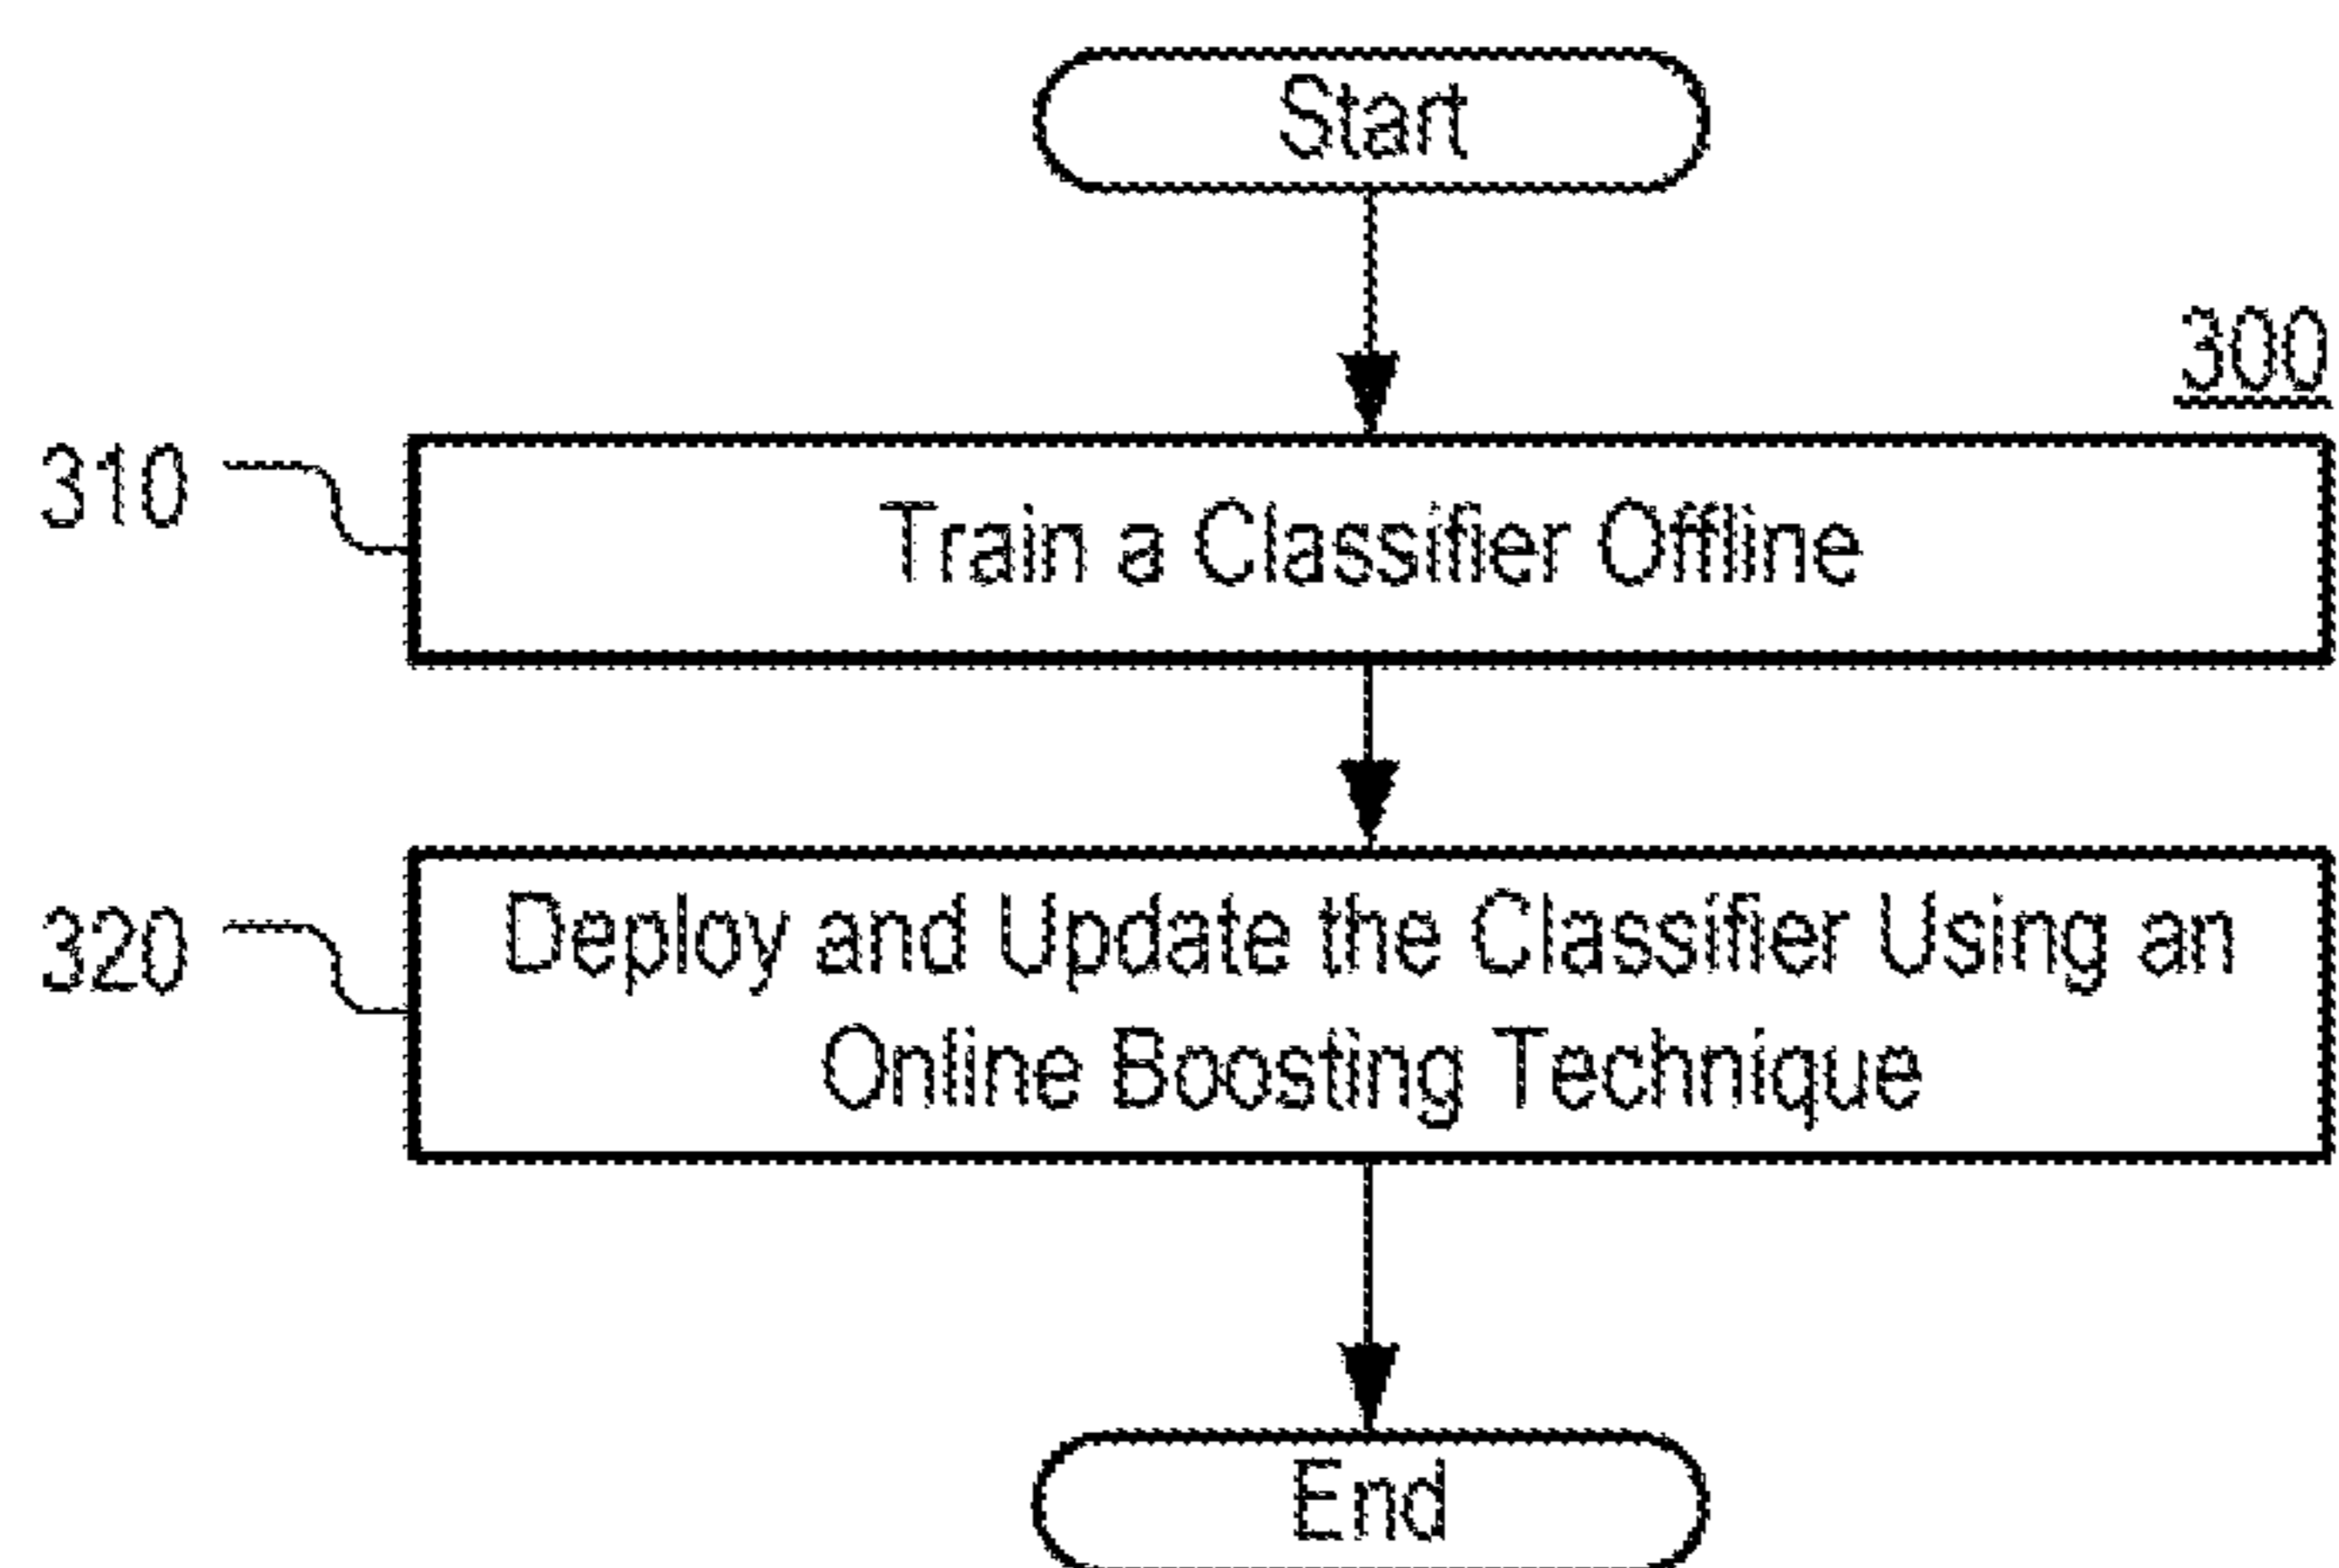 Start
300
310
Train a Classifier Offline
320
Deploy and Update the Classifier Using an
Online Boosting Technique
End